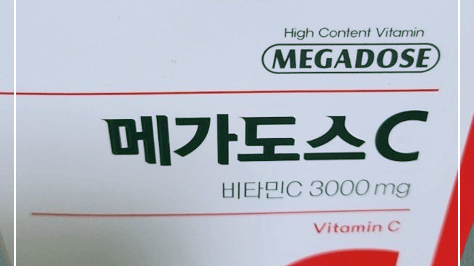 High Content Vitamin
MEGADOSE
메가도스C
비타민C 3000mg
Vitamin C